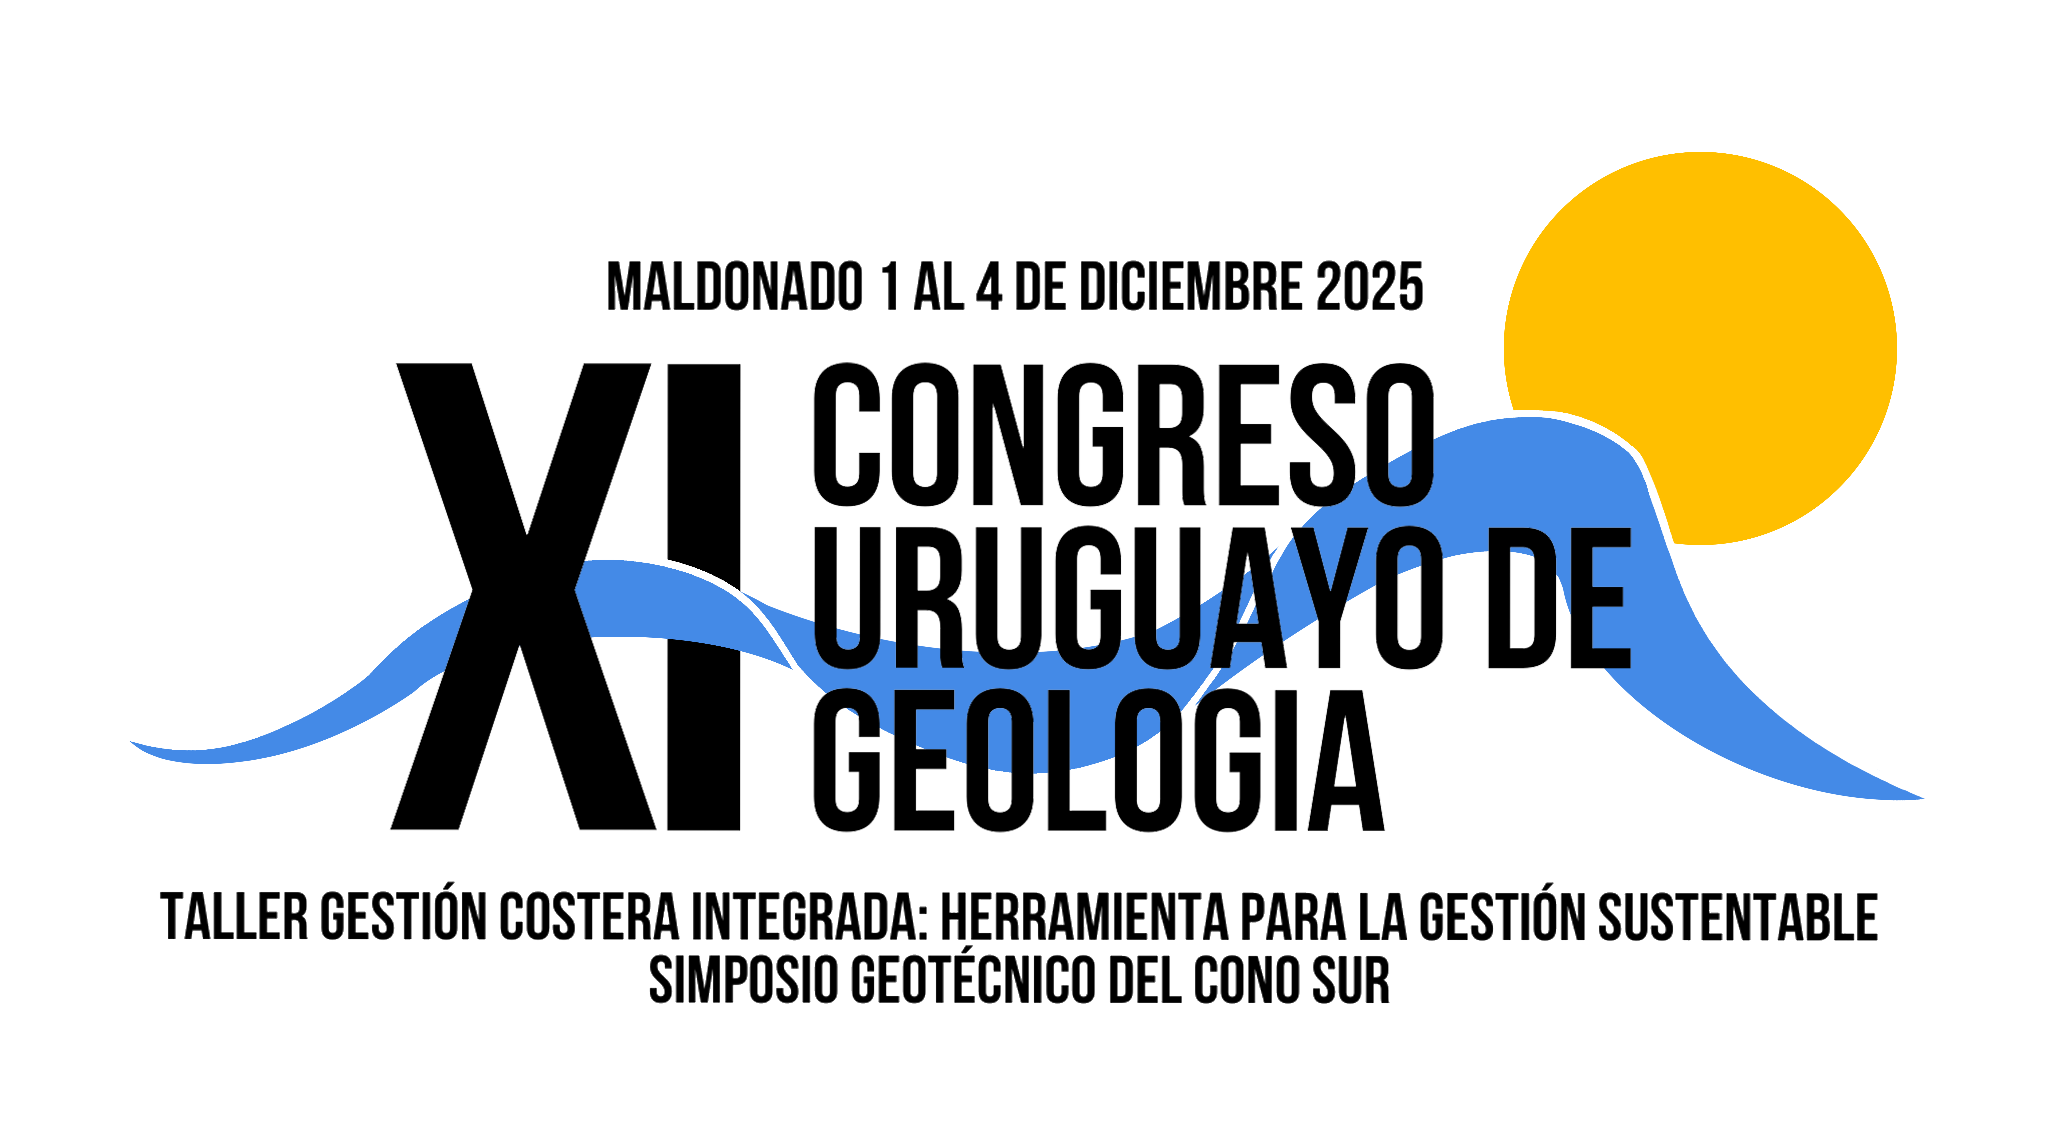 MALDONADO 1 AL 4 DE DICIEMBRE 2025
XI
CONGRESO
URUGUAYO DE
GEOLOGIA
TALLER GESTIÓN COSTERA INTEGRADA: HERRAMIENTA PARA LA GESTIÓN SUSTENTABLE
SIMPOSIO GEOTÉCNICO DEL CONO SUR